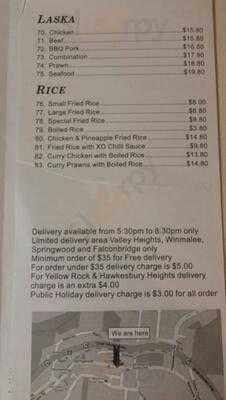 LASKA
70. Chicken $15.80
71. Beef $15.80
72. BBQ Pork $16.80
73. Combination $17.80
74. Prawn $18.80
75. Seafood $19.80
RICE
76. Small Fried Rice $6.00
77. Large Fried Rice $8.80
78. Special Fried Rice $9.80
79. Boiled Rice $3.80
80. Chicken & Pineapple Fried Rice $14.80
81. Fried Rice with XO Chilli Sauce $9.80
82. Curry Chicken with Boiled Rice $13.80
83. Curry Prawns with Boiled Rice $14.80
Delivery available from 5:30pm to 8.30pm only
Limited delivery area Valley Heights, Winmalee,
Springwood and Falconbridge only
Minimum order of $35 for Free delivery
For order under $35 delivery charge is $5.00
For Yellow Rock & Hawkesbury Heights delivery
charge is an extra $4.00
Public Holiday delivery charge is $3.00 for all order
We are here